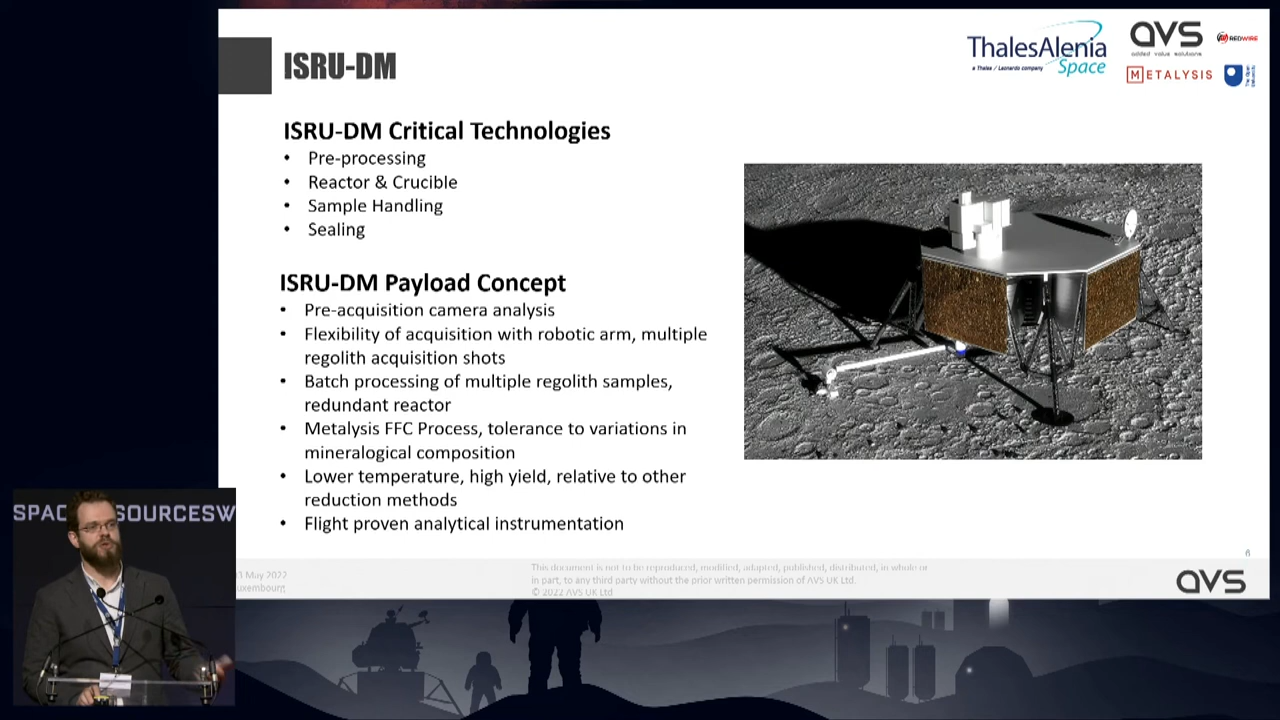 ISRU-DM
ThalesAlenia
a Thales / Leonardo company
Space
AVS
added value solutions
REDWIRE
METALYSIS
The Open
University
ISRU-DM Critical Technologies
• Pre-processing
• Reactor & Crucible
• Sample Handling
• Sealing
ISRU-DM Payload Concept
• Pre-acquisition camera analysis
• Flexibility of acquisition with robotic arm, multiple
regolith acquisition shots
• Batch processing of multiple regolith samples,
redundant reactor
• Metalysis FFC Process, tolerance to variations in
mineralogical composition
• Lower temperature, high yield, relative to other
reduction methods
• Flight proven analytical instrumentation
6
May 2022
uxembourg
This document is not to be reproduced, modified, adapted, published, distributed, in whole or
in part, to any third party without the prior written permission of AVS UK Ltd.
© 2022 AVS UK Ltd
AVS
SPAC SOURCESW